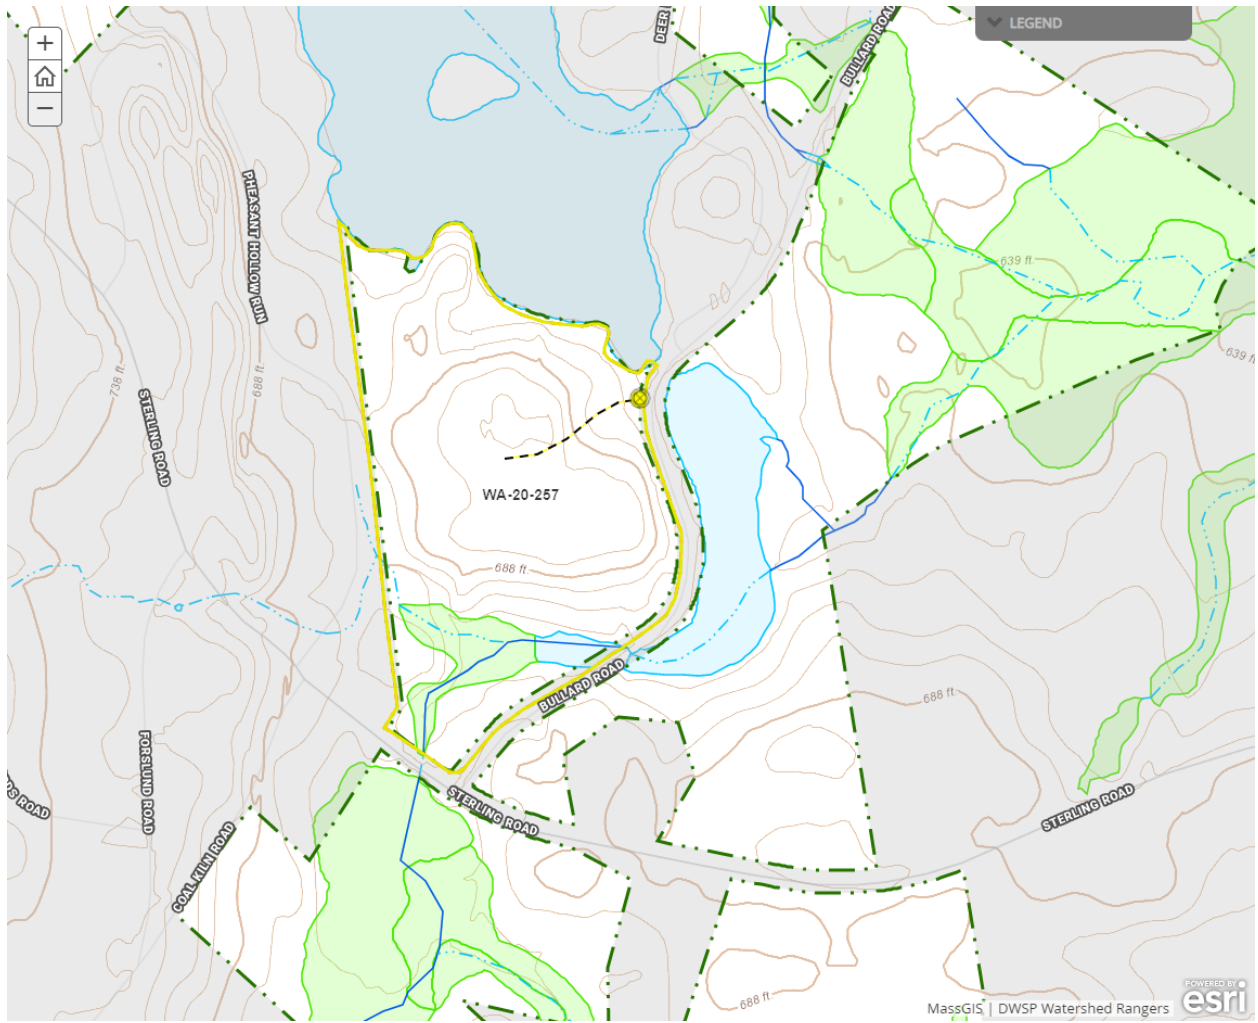 LEGEND
DEER
BULLARD ROAD
PHEASANT HOLLOW RUN
639 ft
639 ft
738 ft
688 ft
STERLING ROAD
WA-20-257
688 ft
BULLARD ROAD
688 ft
FORSLUND ROAD
DS ROAD
STERLING ROAD
STERLING ROAD
COAL KILN ROAD
688 ft
MassGIS | DWSP Watershed Rangers
POWERED BY
esri